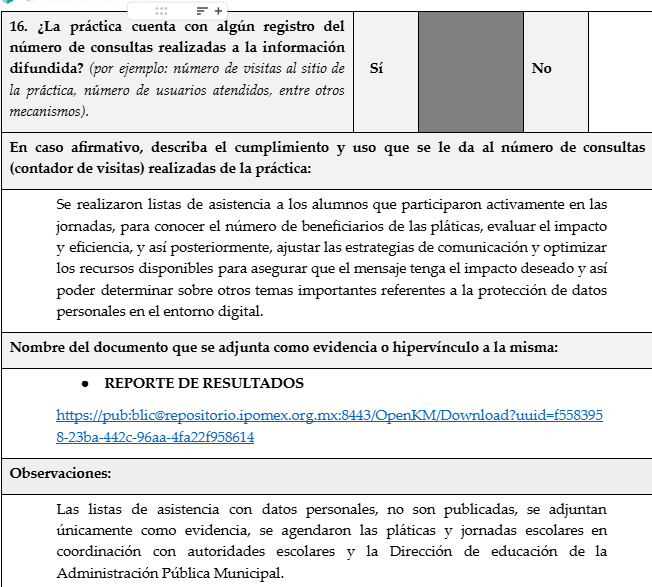 16. ¿La práctica cuenta con algún registro del
número de consultas realizadas a la información
difundida? (por ejemplo: número de visitas al sitio de
la práctica, número de usuarios atendidos, entre otros
mecanismos).
Sí
No
En caso afirmativo, describa el cumplimiento y uso que se le da al número de consultas
(contador de visitas) realizadas de la práctica:
Se realizaron listas de asistencia a los alumnos que participaron activamente en las
jornadas, para conocer el número de beneficiarios de las pláticas, evaluar el impacto
y eficiencia, y así posteriormente, ajustar las estrategias de comunicación y optimizar
los recursos disponibles para asegurar que el mensaje tenga el impacto deseado y así
poder determinar sobre otros temas importantes referentes a la protección de datos
personales en el entorno digital.
Nombre del documento que se adjunta como evidencia o hipervínculo a la misma:
● REPORTE DE RESULTADOS
https://pub:blic@repositorio.ipomex.org.mx:8443/OpenKM/Download?uuid=f558395
8-23ba-442c-96aa-4fa22f958614
Observaciones:
Las listas de asistencia con datos personales, no son publicadas, se adjuntan
únicamente como evidencia, se agendaron las pláticas y jornadas escolares en
coordinación con autoridades escolares y la Dirección de educación de la
Administración Pública Municipal.